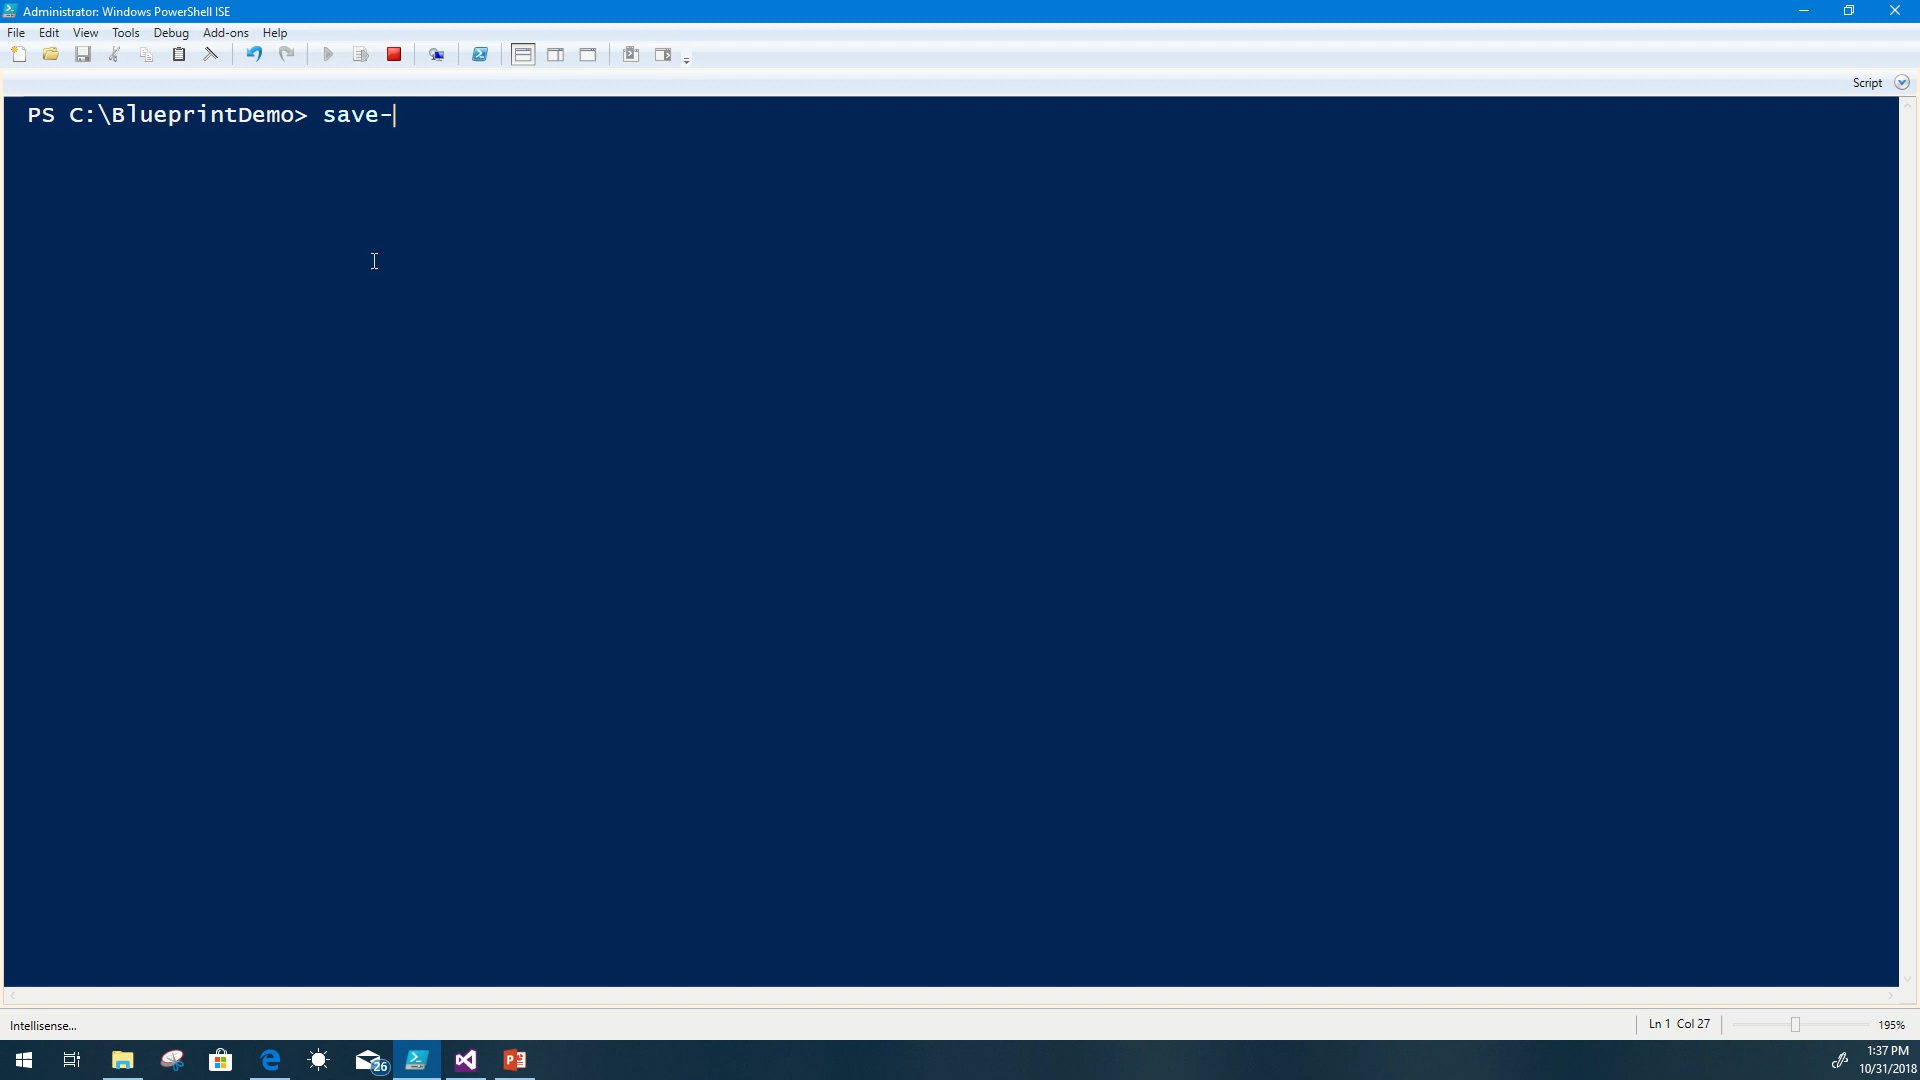 Administrator: Windows PowerShell ISE
File Edit View Tools Debug Add-ons Help
Script
PS C:\BlueprintDemo> save-
Intellisense...
Ln 1 Col 27
195%
26
1:37 PM
10/31/2018